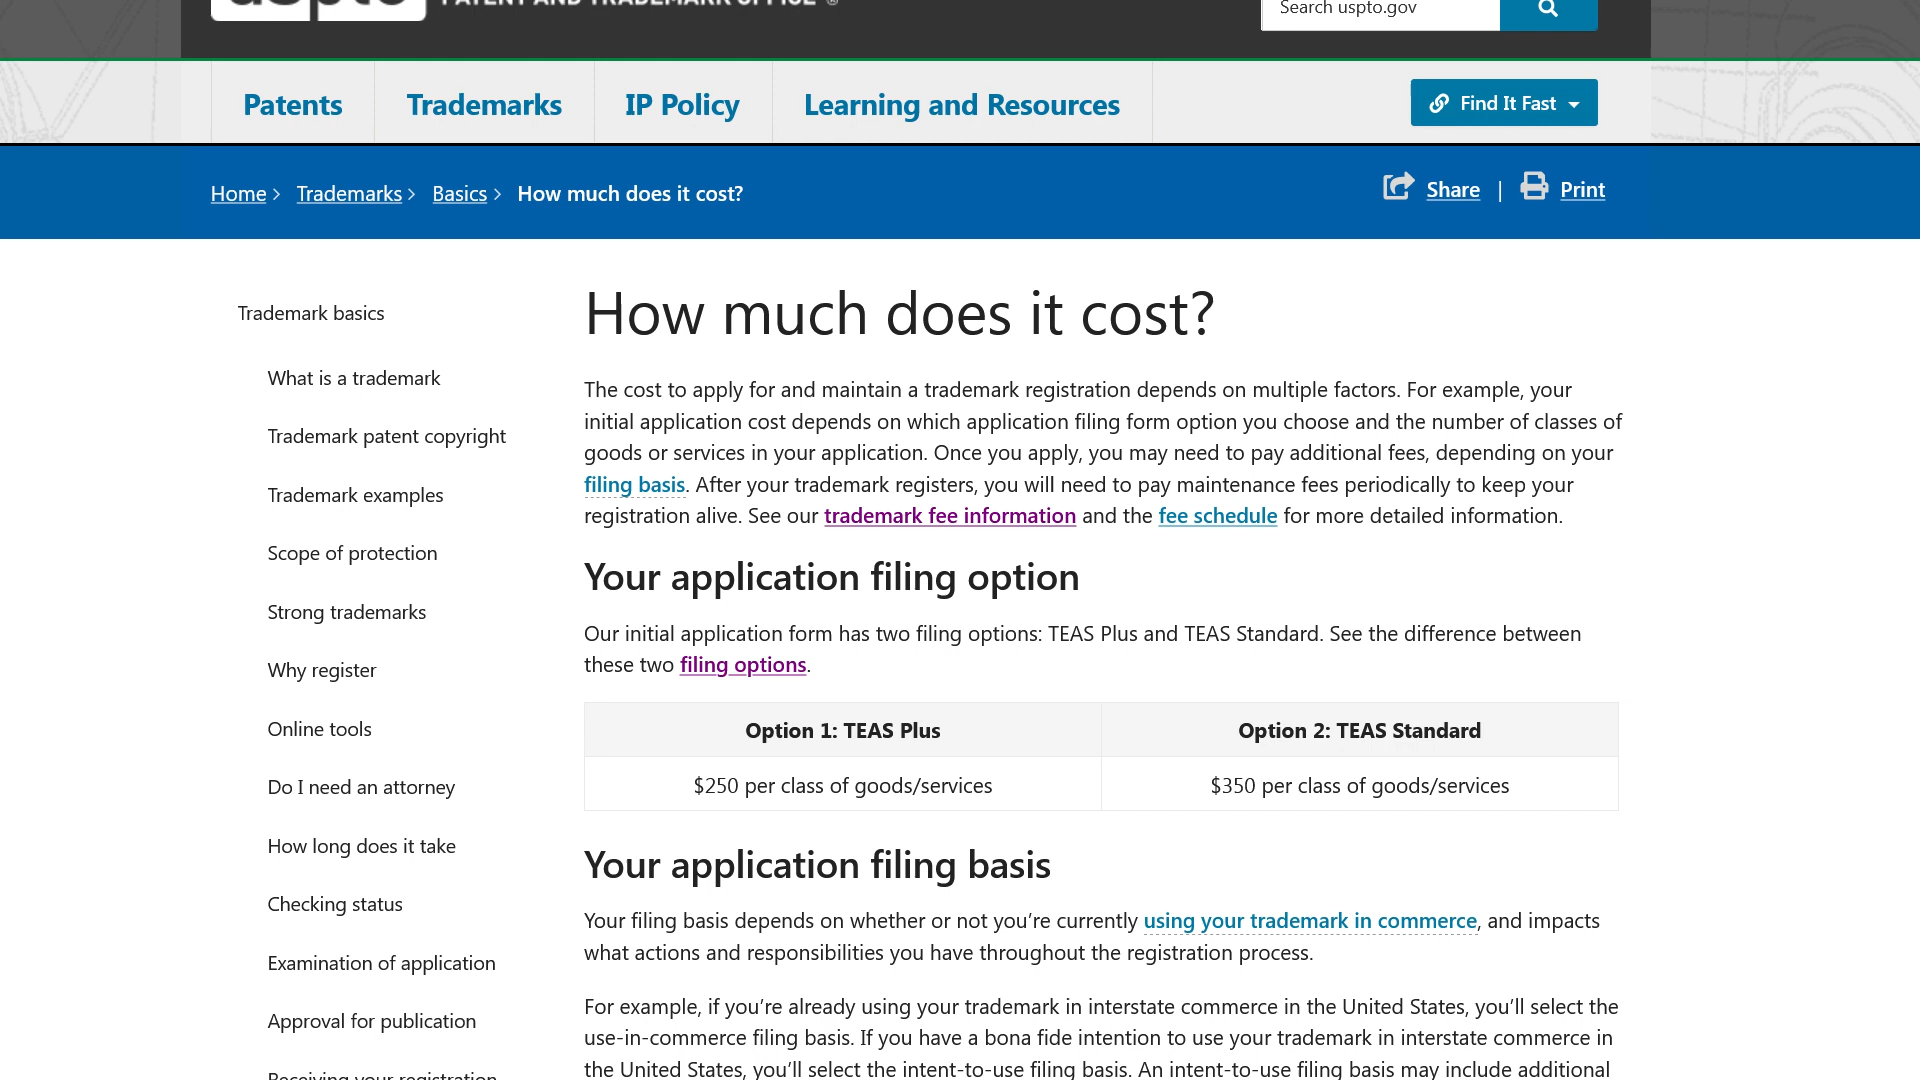 uspto PATENT AND TRADEMARK OFFICE ®
Search uspto.gov
Patents
Trademarks
IP Policy
Learning and Resources
Find It Fast
Home > Trademarks > Basics > How much does it cost?
Share | Print
Trademark basics
What is a trademark
Trademark patent copyright
Trademark examples
Scope of protection
Strong trademarks
Why register
Online tools
Do I need an attorney
How long does it take
Checking status
Examination of application
Approval for publication
Receiving your registration
How much does it cost?
The cost to apply for and maintain a trademark registration depends on multiple factors. For example, your
initial application cost depends on which application filing form option you choose and the number of classes of
goods or services in your application. Once you apply, you may need to pay additional fees, depending on your
filing basis. After your trademark registers, you will need to pay maintenance fees periodically to keep your
registration alive. See our trademark fee information and the fee schedule for more detailed information.
Your application filing option
Our initial application form has two filing options: TEAS Plus and TEAS Standard. See the difference between
these two filing options.
Option 1: TEAS Plus
Option 2: TEAS Standard
$250 per class of goods/services
$350 per class of goods/services
Your application filing basis
Your filing basis depends on whether or not you’re currently using your trademark in commerce, and impacts
what actions and responsibilities you have throughout the registration process.
For example, if you’re already using your trademark in interstate commerce in the United States, you’ll select the
use-in-commerce filing basis. If you have a bona fide intention to use your trademark in interstate commerce in
the United States, you’ll select the intent-to-use filing basis. An intent-to-use filing basis may include additional